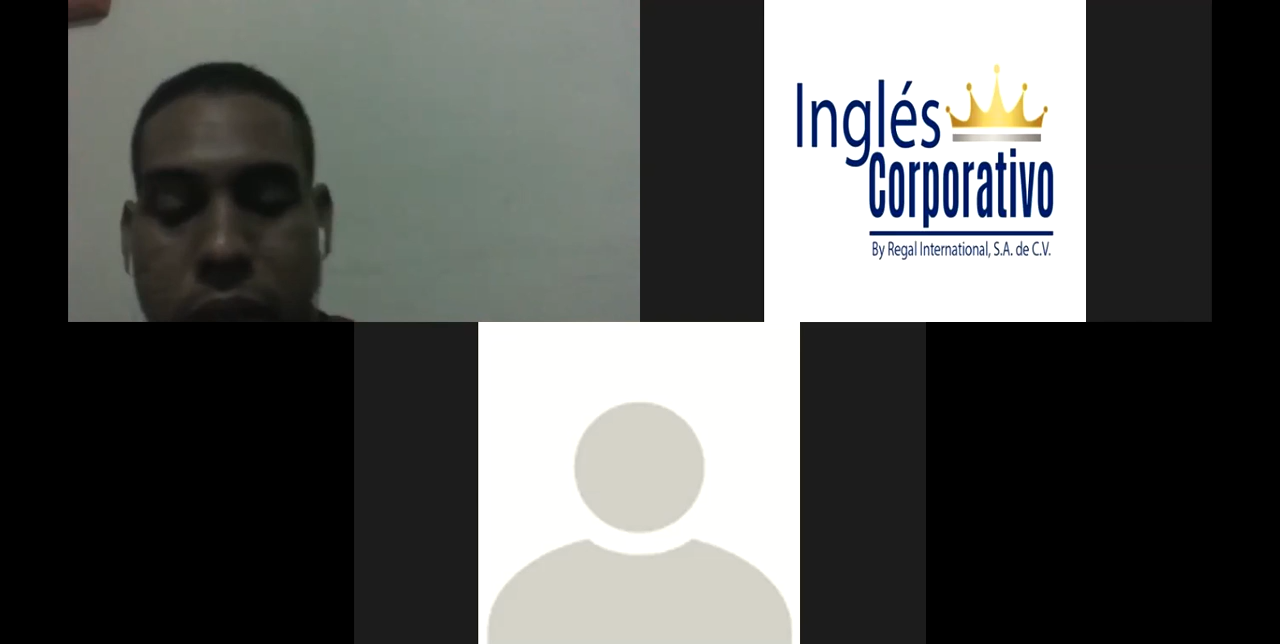 Inglés
Corporativo
By Regal International, S.A. de C.V.